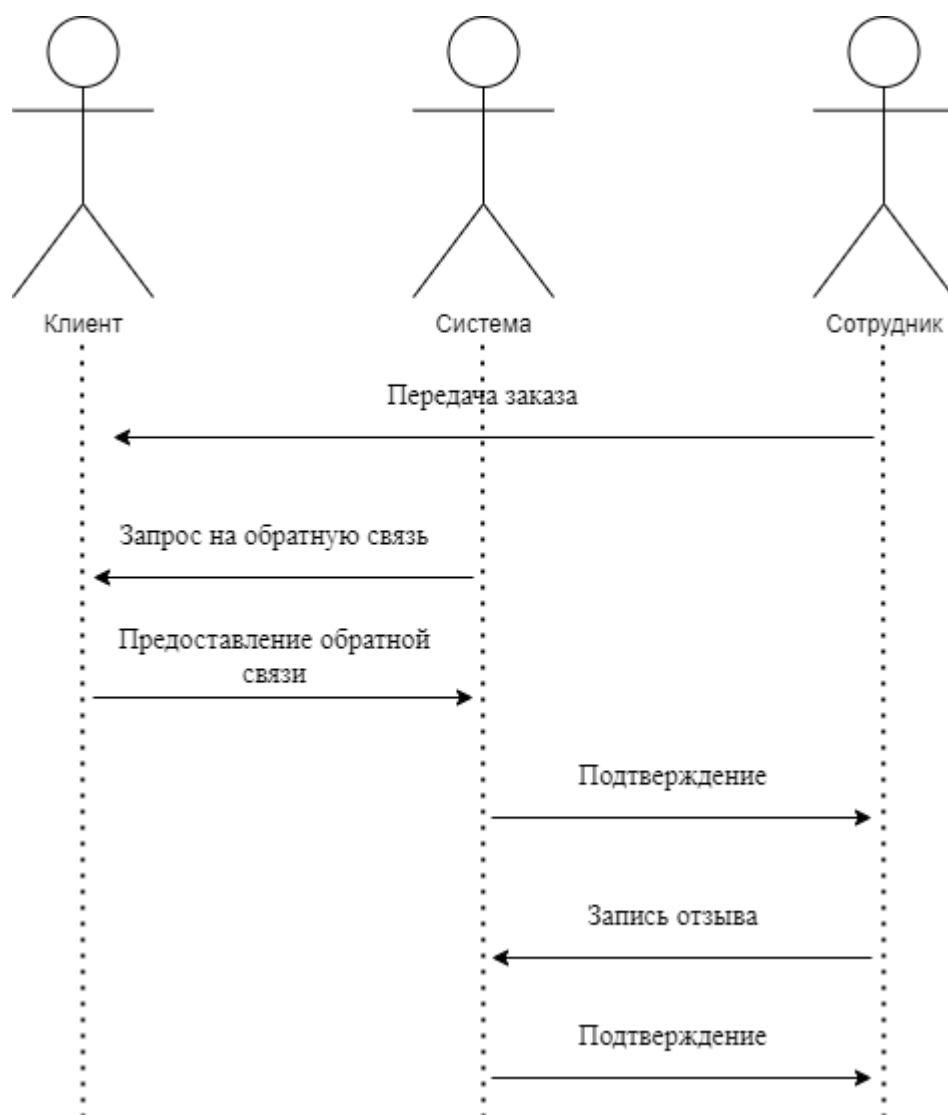 Клиент
Система
Сотрудник
Передача заказа
Запрос на обратную связь
Предоставление обратной
связи
Подтверждение
Запись отзыва
Подтверждение